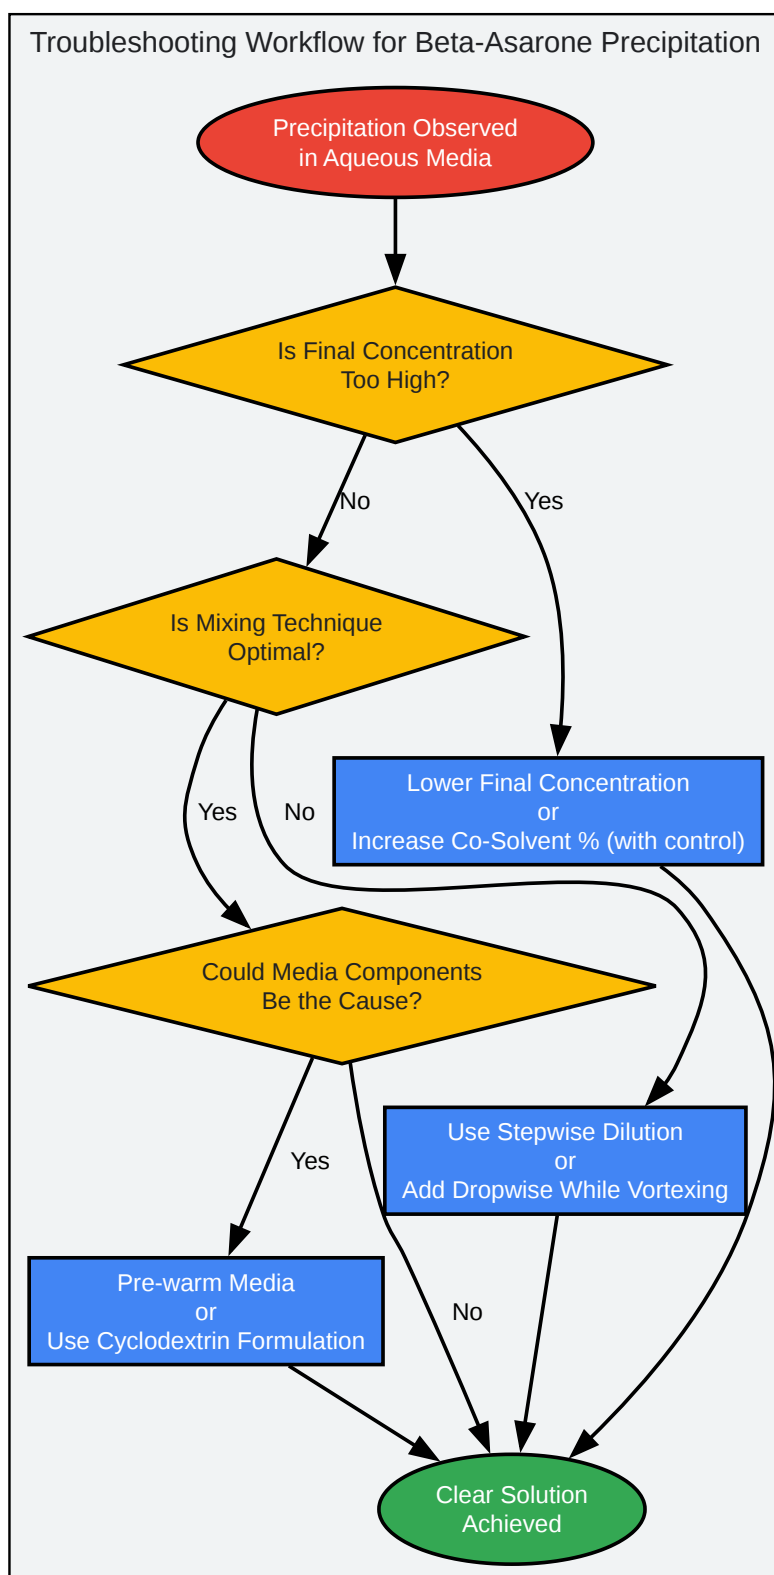 Troubleshooting Workflow for Beta-Asarone Precipitation
Precipitation Observed
in Aqueous Media
Is Final Concentration
Too High?
No
Yes
Is Mixing Technique
Optimal?
Yes
No
Lower Final Concentration
or
Increase Co-Solvent % (with control)
Could Media Components
Be the Cause?
Yes
Use Stepwise Dilution
or
Add Dropwise While Vortexing
Pre-warm Media
or
Use Cyclodextrin Formulation
No
Clear Solution
Achieved